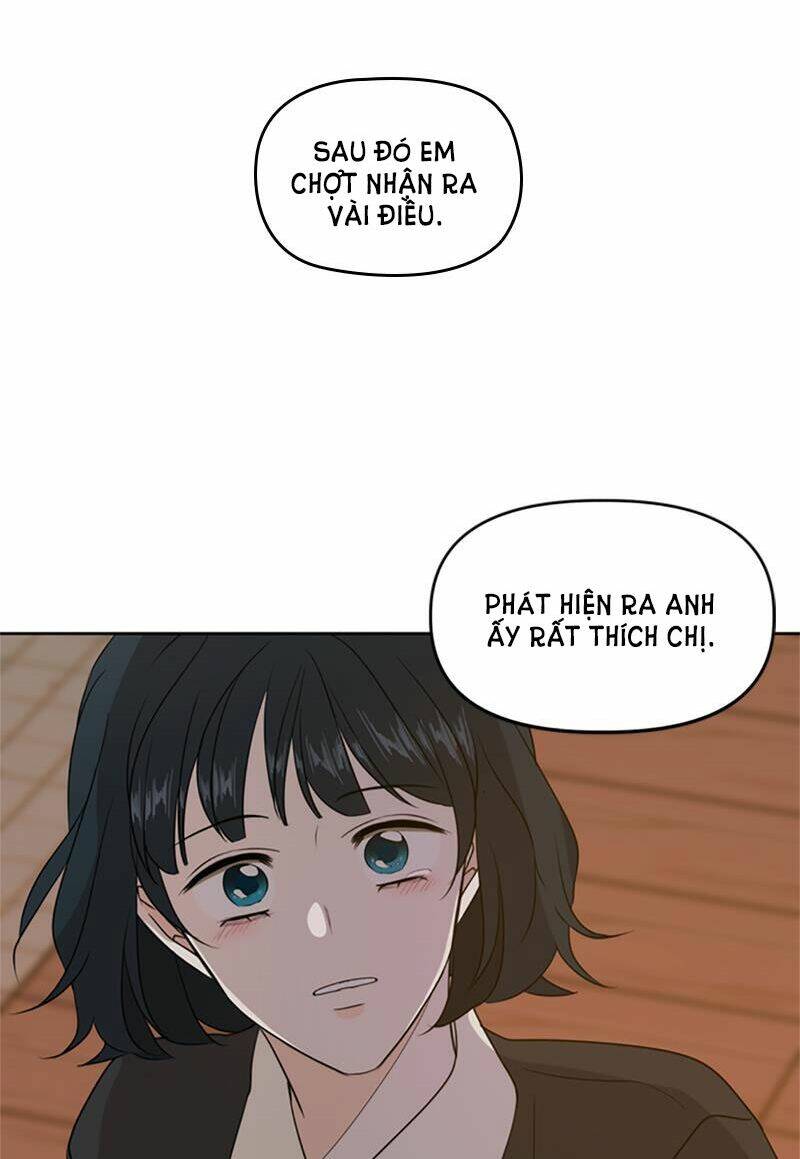 SAU ĐÓ EM
CHỢT NHẬN RA
VÀI ĐIỀU.
PHÁT HIỆN RA ANH
ẤY RẤT THÍCH CHỊ.